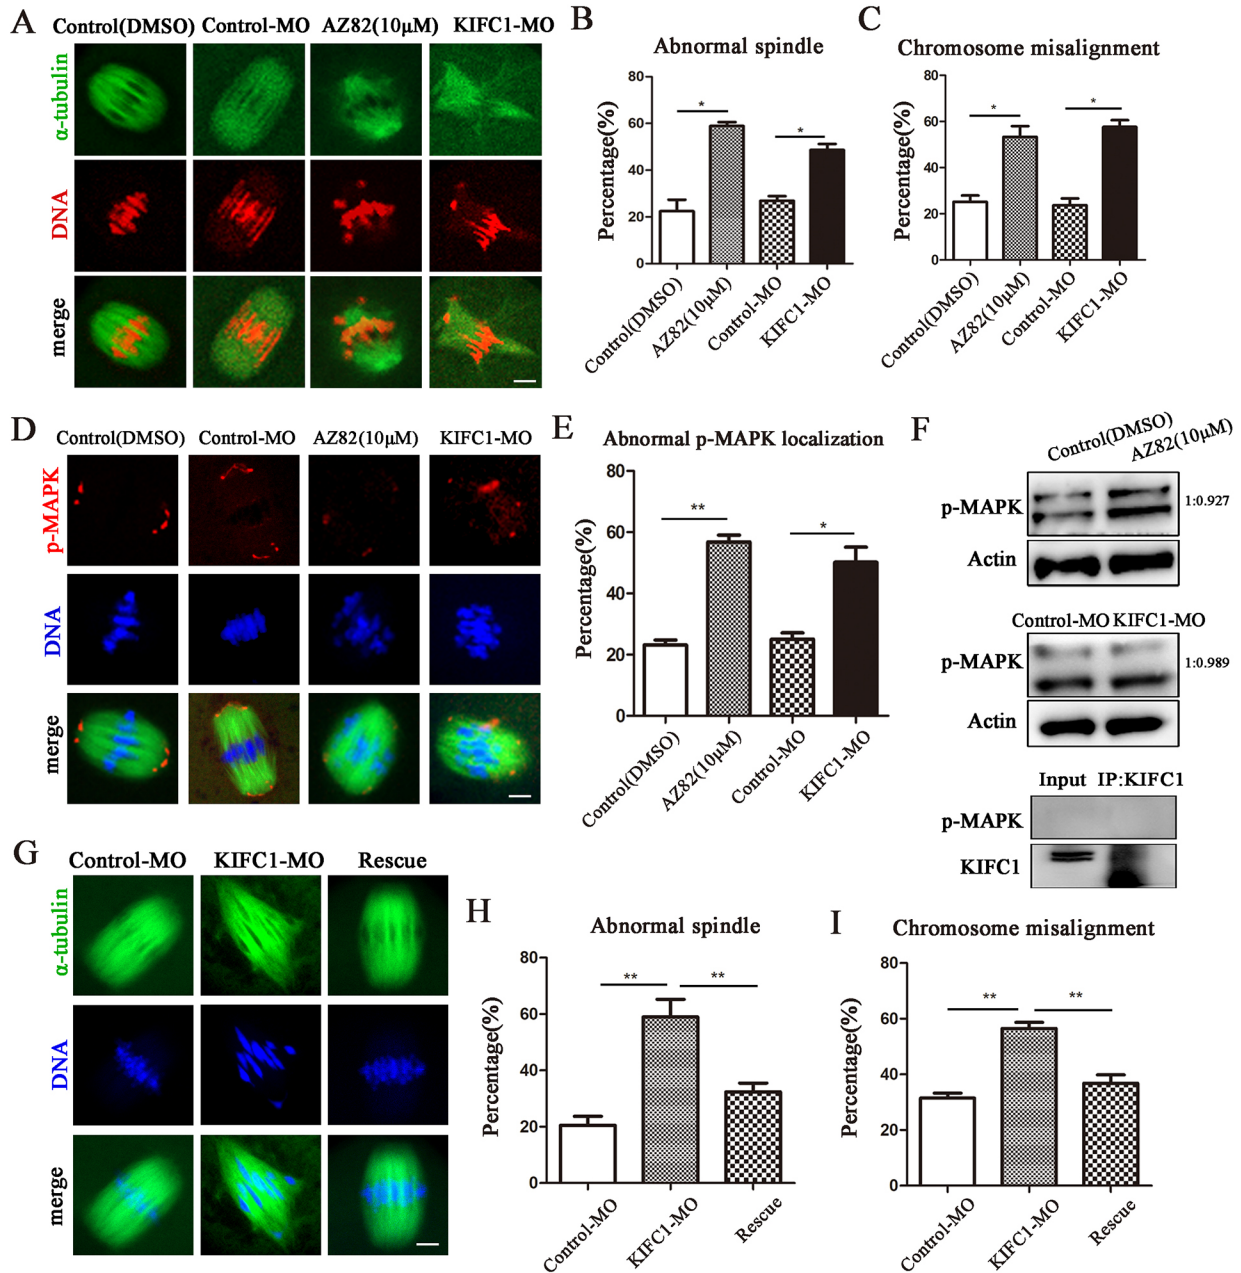 A
Control(DMSO) Control-MO AZ82(10μM) KIFC1-MO
α-tubulin
DNA
merge
B
Abnormal spindle
Percentage(%)
80
60
40
20
0
*
*
Control(DMSO)
AZ82(10μM)
Control-MO
KIFC1-MO
C
Chromosome misalignment
Percentage(%)
80
60
40
20
0
*
*
Control(DMSO)
AZ82(10μM)
Control-MO
KIFC1-MO
D
Control(DMSO) Control-MO AZ82(10μM) KIFC1-MO
p-MAPK
DNA
merge
E
Abnormal p-MAPK localization
Percentage(%)
80
60
40
20
0
**
*
Control(DMSO)
AZ82(10μM)
Control-MO
KIFC1-MO
F
Control(DMSO) AZ82(10μM)
p-MAPK 1:0.927
Actin
Control-MO KIFC1-MO
p-MAPK 1:0.989
Actin
Input IP:KIFC1
p-MAPK
KIFC1
G
Control-MO KIFC1-MO Rescue
α-tubulin
DNA
merge
H
Abnormal spindle
Percentage(%)
80
60
40
20
0
**
**
Control-MO
KIFC1-MO
Rescue
I
Chromosome misalignment
Percentage(%)
80
60
40
20
0
**
**
Control-MO
KIFC1-MO
Rescue